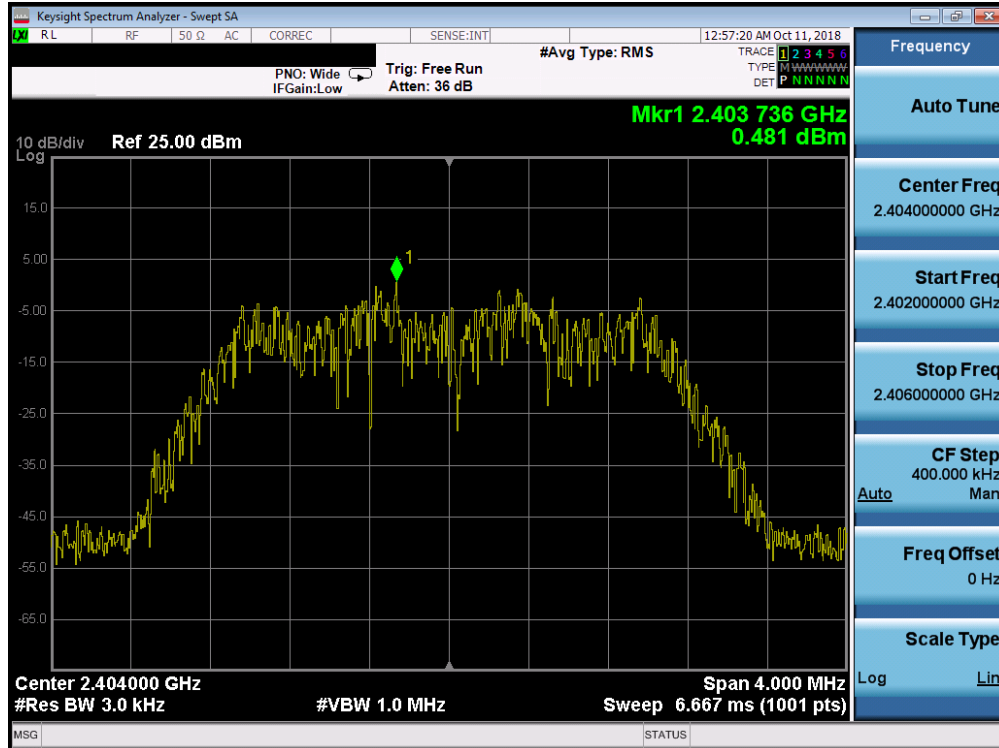 Keysight Spectrum Analyzer - Swept SA
LXI RL RF 50 Ω AC CORREC SENSE:INT 12:57:20 AM Oct 11, 2018
#Avg Type: RMS TRACE 1 2 3 4 5 6
PNO: Wide Trig: Free Run TYPE M WWWWW
IFGain:Low Atten: 36 dB DET P N N N N N
Mkr1 2.403 736 GHz
0.481 dBm
10 dB/div Ref 25.00 dBm
Log
15.0
1
5.00
-5.00
-15.0
-25.0
-35.0
-45.0
-55.0
-65.0
Center 2.404000 GHz Span 4.000 MHz
#Res BW 3.0 kHz #VBW 1.0 MHz Sweep 6.667 ms (1001 pts)
MSG STATUS
Frequency
Auto Tune
Center Freq
2.404000000 GHz
Start Freq
2.402000000 GHz
Stop Freq
2.406000000 GHz
CF Step
400.000 kHz
Auto Man
Freq Offset
0 Hz
Scale Type
Log Lin